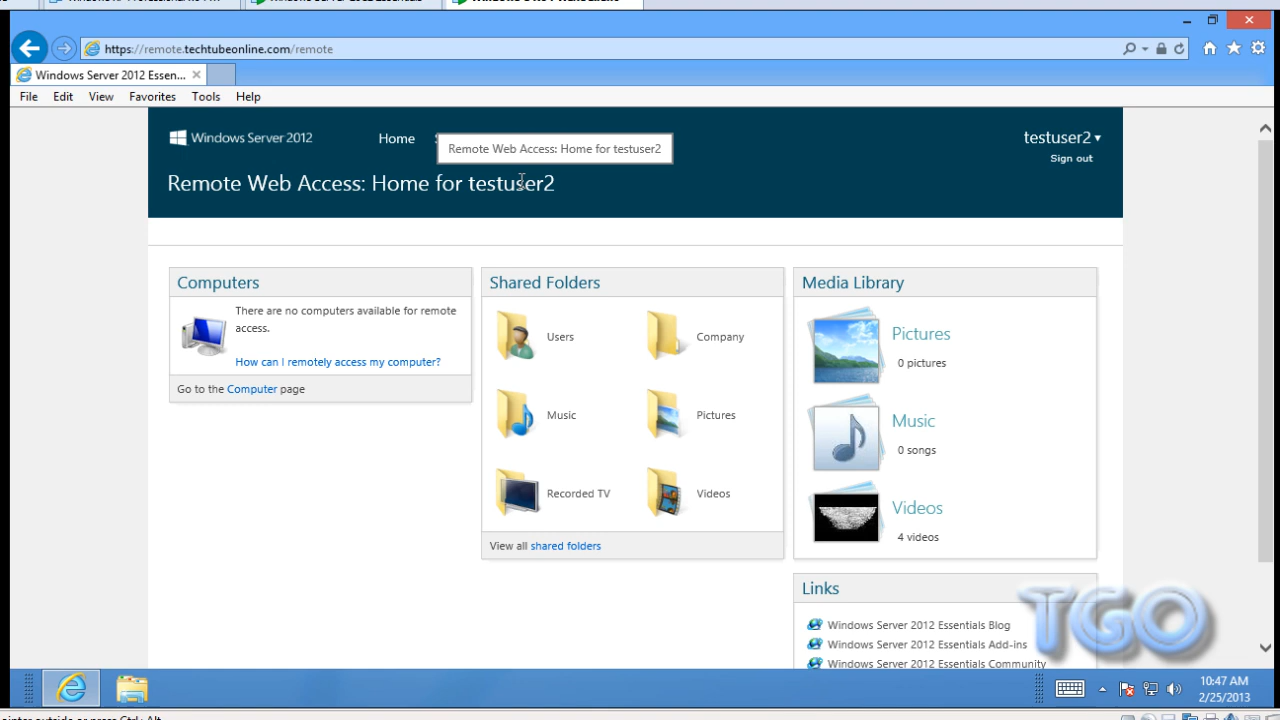 https://remote.techtubeonline.com/remote
Windows Server 2012 Essen...
File Edit View Favorites Tools Help
Windows Server 2012
Home
Remote Web Access: Home for testuser2
testuser2
Sign out
Remote Web Access: Home for testuser2
Computers
There are no computers available for remote
access.
How can I remotely access my computer?
Go to the Computer page
Shared Folders
Users
Company
Music
Pictures
Recorded TV
Videos
View all shared folders
Media Library
Pictures
0 pictures
Music
0 songs
Videos
4 videos
Links
Windows Server 2012 Essentials Blog
Windows Server 2012 Essentials Add-ins
Windows Server 2012 Essentials Community
TGO
10:47 AM
2/25/2013